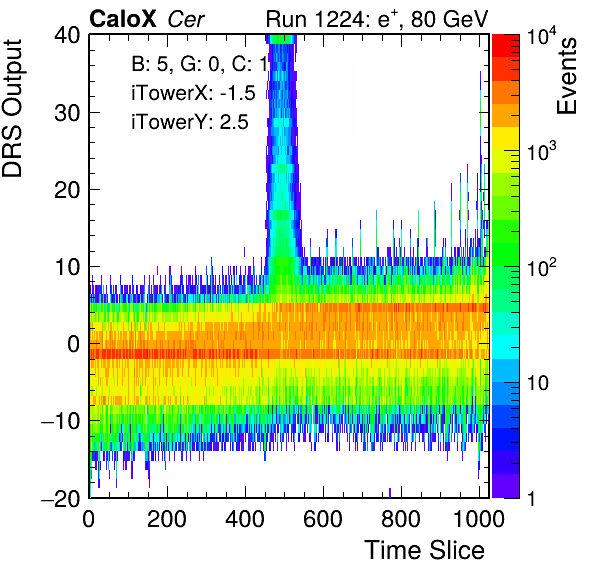 CaloX Cer
Run 1224: e+, 80 GeV
DRS Output
Events
B: 5, G: 0, C: 1
iTowerX: -1.5
iTowerY: 2.5
40
30
20
10
0
−10
−20
0
200
400
600
800
1000
Time Slice
10^4
10^3
10^2
10
1